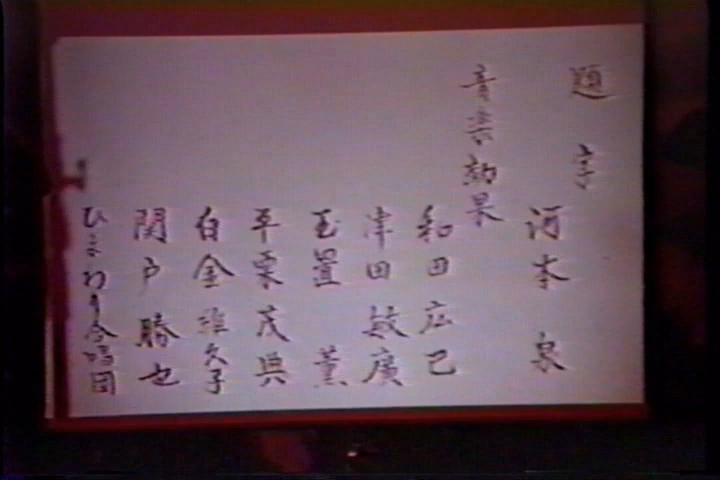 題字
河本 泉
音楽効果
和田広己
津田敏廣
玉置 薫
平栗茂典
白金雅久子
関戸勝也
ひまわり合唱団